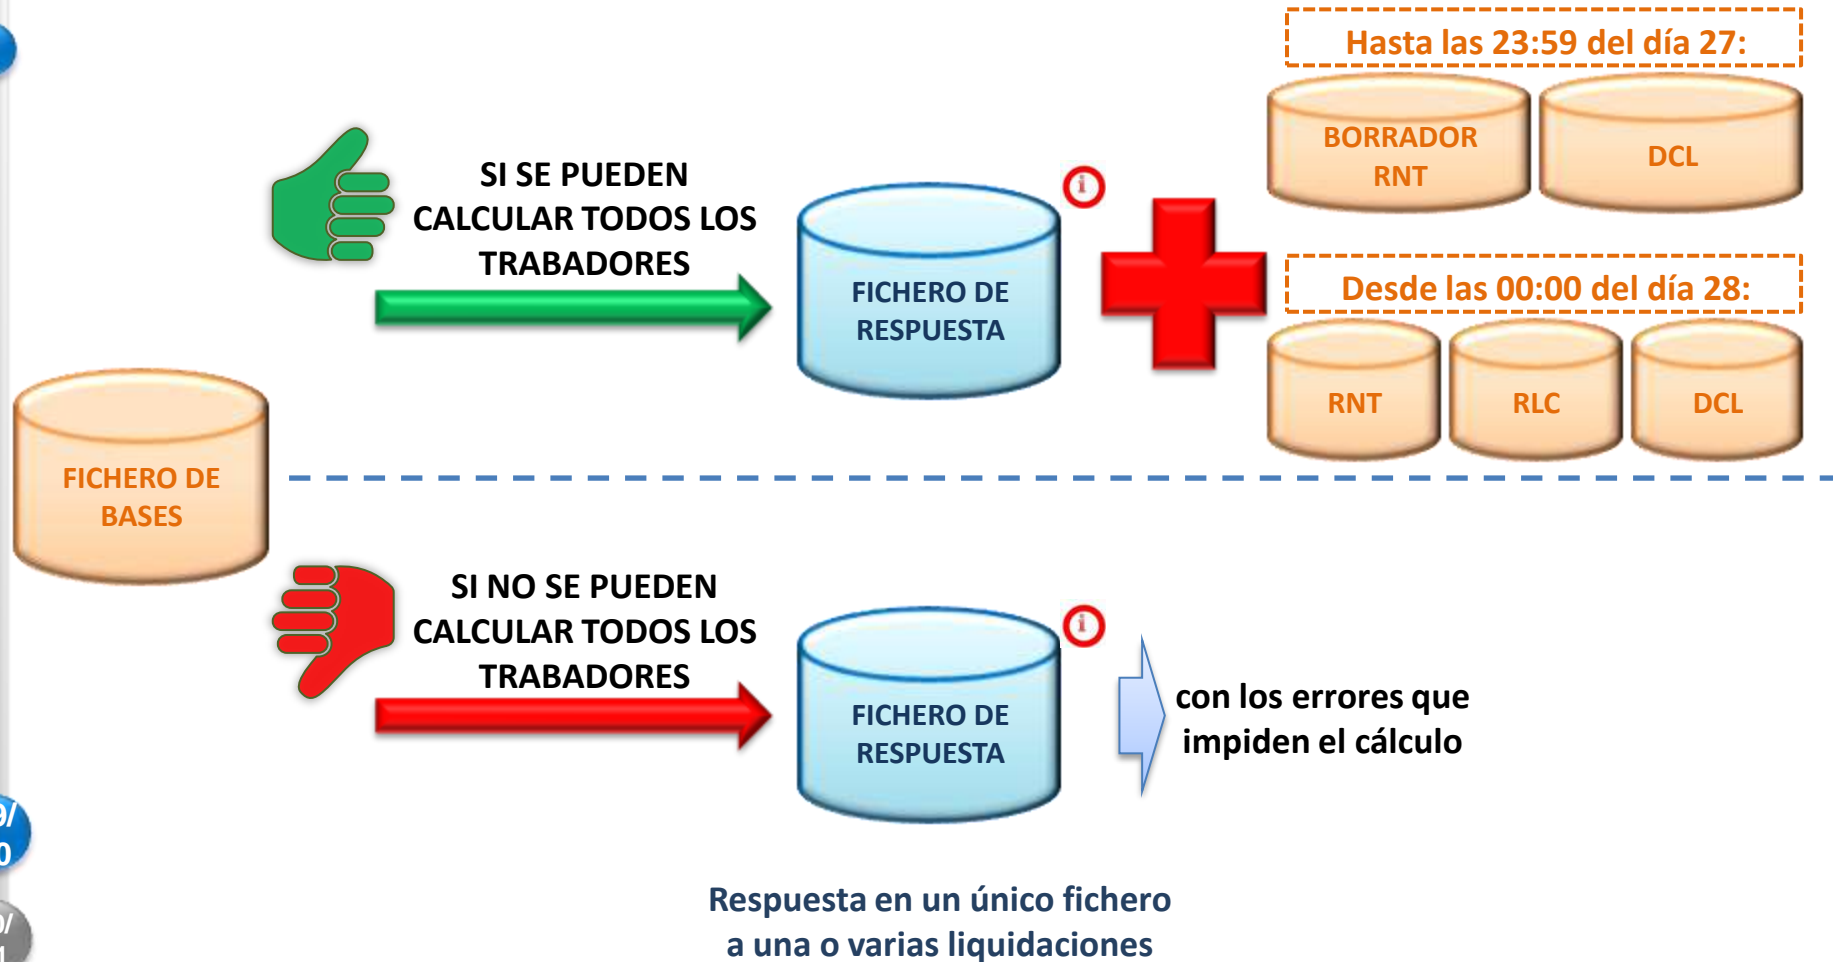 Hasta las 23:59 del día 27:
BORRADOR
RNT
DCL
SI SE PUEDEN
CALCULAR TODOS LOS
TRABADORES
i
FICHERO DE
RESPUESTA
Desde las 00:00 del día 28:
RNT
RLC
DCL
FICHERO DE
BASES
SI NO SE PUEDEN
CALCULAR TODOS LOS
TRABADORES
i
FICHERO DE
RESPUESTA
con los errores que
impiden el cálculo
Respuesta en un único fichero
a una o varias liquidaciones